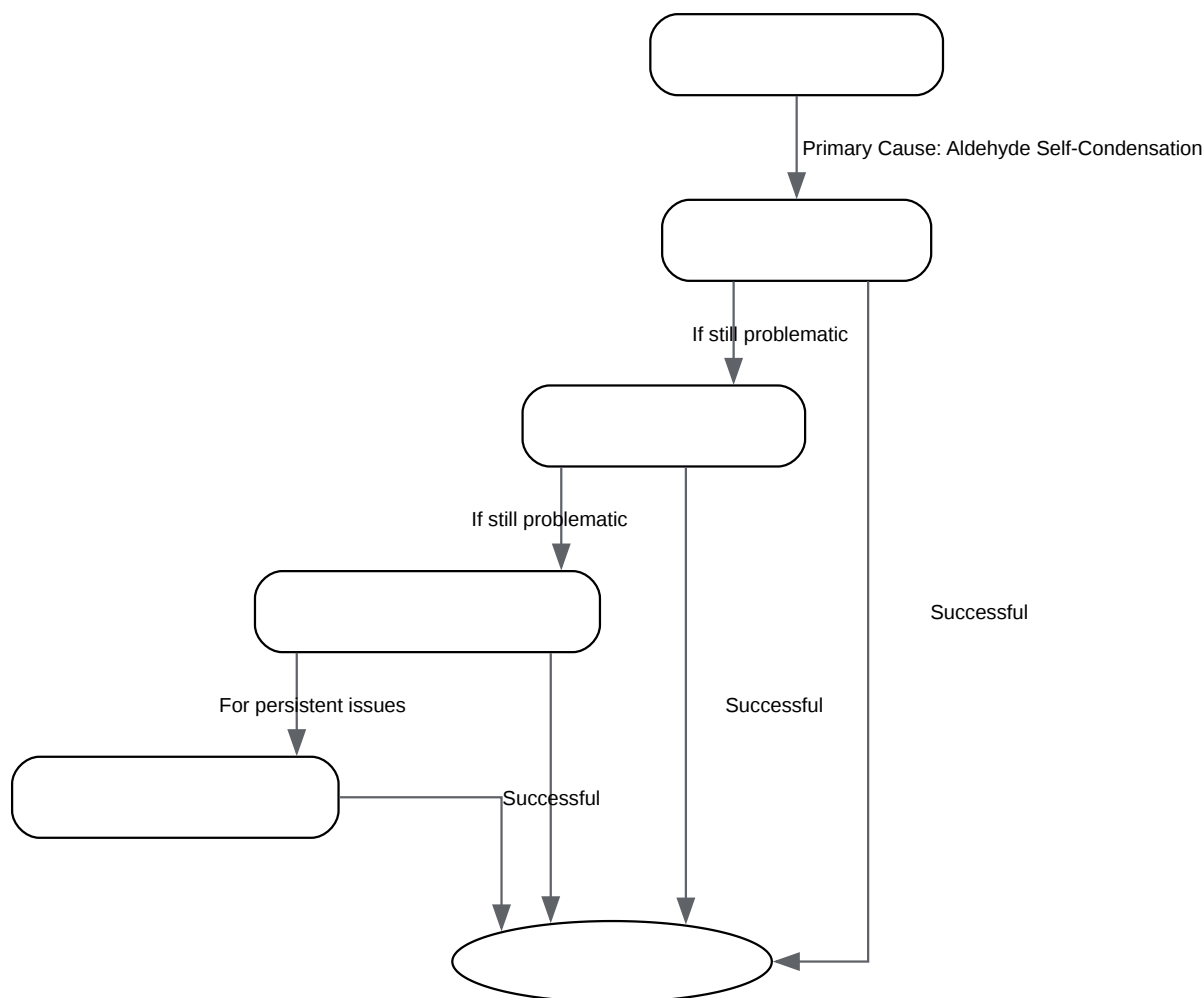 Primary Cause: Aldehyde Self-Condensation
If still problematic
If still problematic
Successful
For persistent issues
Successful
Successful